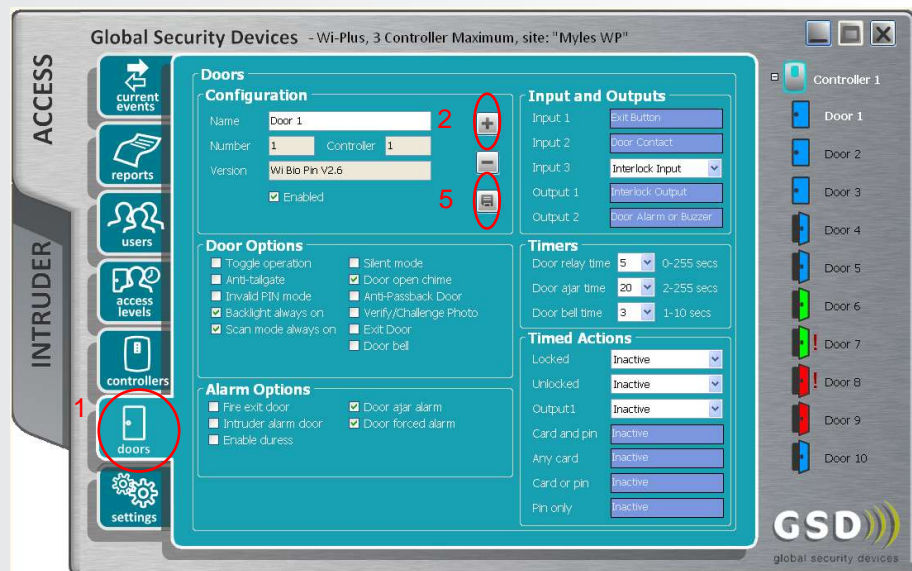 Global Security Devices - Wi-Plus, 3 Controller Maximum, site: "Myles WP"
ACCESS
INTRUDER
current
events
reports
users
access
levels
controllers
1
doors
settings
Doors
Configuration
Name Door 1
2
Number 1 Controller 1
Version Wi Bio Pin V2.6
Enabled
5
Door Options
Toggle operation
Anti-tailgate
Invalid PIN mode
Backlight always on
Scan mode always on
Silent mode
Door open chime
Anti-Passback Door
Verify/Challenge Photo
Exit Door
Door bell
Alarm Options
Fire exit door
Intruder alarm door
Enable duress
Door ajar alarm
Door forced alarm
Input and Outputs
Input 1 Exit Button
Input 2 Door Contact
Input 3 Interlock Input
Output 1 Interlock Output
Output 2 Door Alarm or Buzzer
Timers
Door relay time 5 0-255 secs
Door ajar time 20 2-255 secs
Door bell time 3 1-10 secs
Timed Actions
Locked Inactive
Unlocked Inactive
Output1 Inactive
Card and pin Inactive
Any card Inactive
Card or pin Inactive
Pin only Inactive
Controller 1
Door 1
Door 2
Door 3
Door 4
Door 5
Door 6
! Door 7
! Door 8
Door 9
Door 10
GSD
global security devices